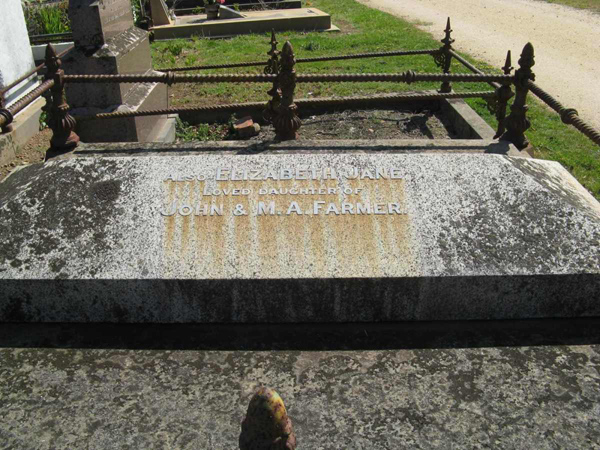 Also ELIZABETH JANE,
LOVED DAUGHTER OF
JOHN & M. A. FARMER.